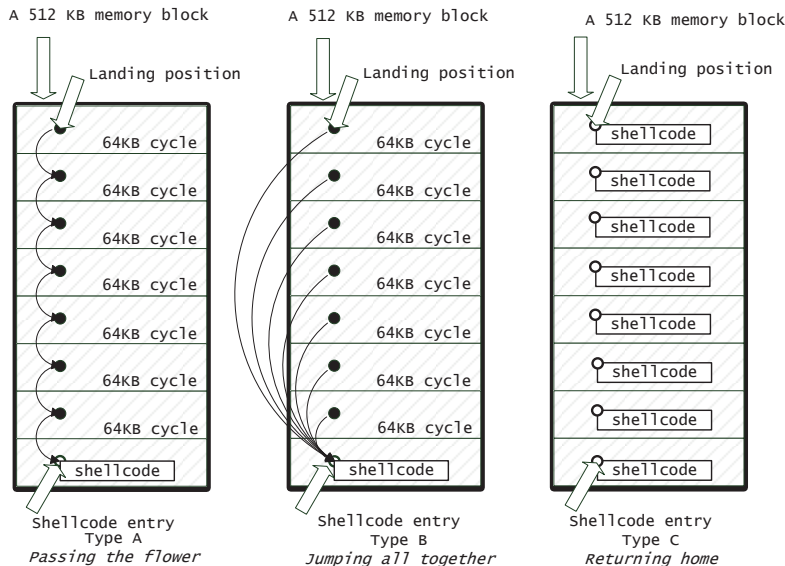 A 512 KB memory block
Landing position
64KB cycle
64KB cycle
64KB cycle
64KB cycle
64KB cycle
64KB cycle
64KB cycle
shellcode
Shellcode entry
Type A
Passing the flower
A 512 KB memory block
Landing position
64KB cycle
64KB cycle
64KB cycle
64KB cycle
64KB cycle
64KB cycle
64KB cycle
shellcode
Shellcode entry
Type B
Jumping all together
A 512 KB memory block
Landing position
shellcode
shellcode
shellcode
shellcode
shellcode
shellcode
shellcode
shellcode
Shellcode entry
Type C
Returning home